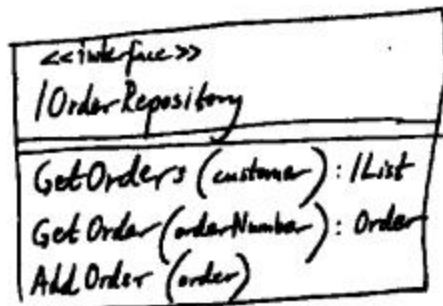 <<interface>>
IOrderRepository
GetOrders (customer) : IList
GetOrder (orderNumber) : Order
AddOrder (order)